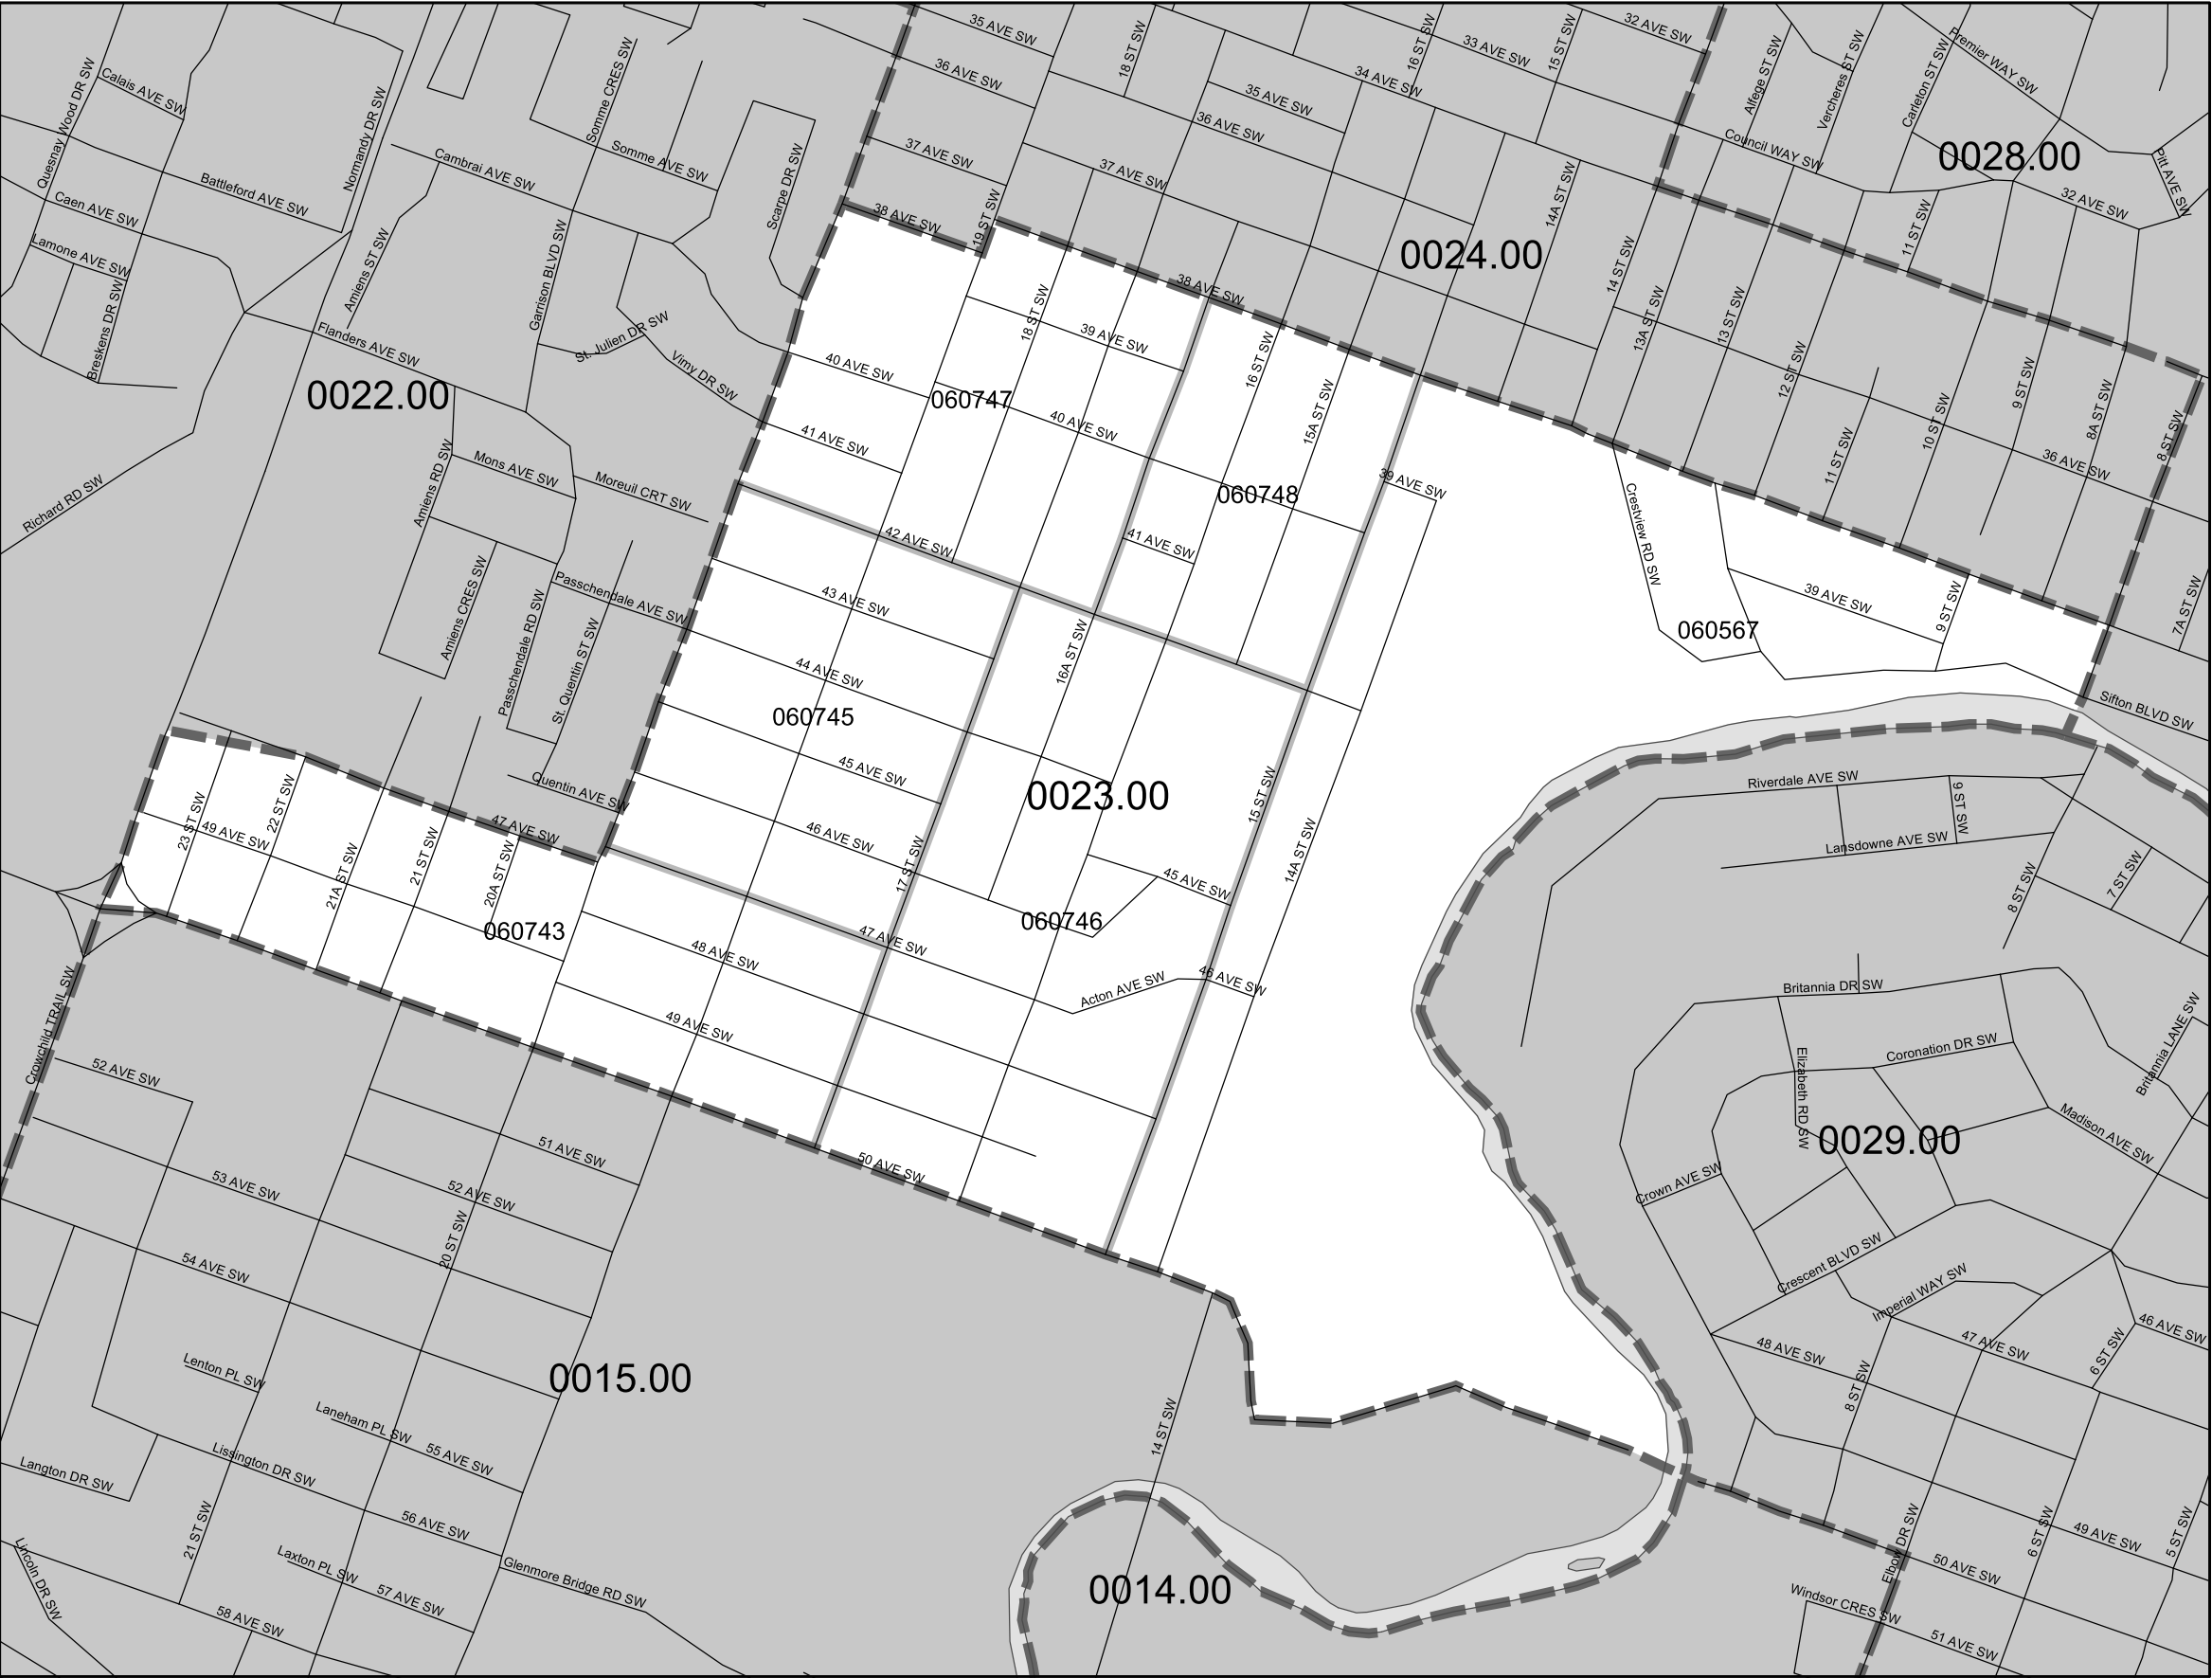 35 AVE SW
32 AVE SW
18 ST SW
16 ST SW
15 ST SW
33 AVE SW
Alfege ST SW
Vercheres ST SW
Carleton ST SW
Premier WAY SW
Quesnay Wood DR SW
Calais AVE SW
Normandy DR SW
Somme CRES SW
36 AVE SW
34 AVE SW
35 AVE SW
36 AVE SW
Council WAY SW
0028.00
Pitt AVE SW
Cambrai AVE SW
Somme AVE SW
Scarpe DR SW
37 AVE SW
37 AVE SW
14A ST SW
Battleford AVE SW
Caen AVE SW
38 AVE SW
19 ST SW
32 AVE SW
11 ST SW
Lamone AVE SW
Amiens ST SW
Garrison BLVD SW
0024.00
14 ST SW
Breskens DR SW
38 AVE SW
18 ST SW
13A ST SW
13 ST SW
Flanders AVE SW
St. Julien DR SW
39 AVE SW
16 ST SW
12 ST SW
9 ST SW
Vimy DR SW
40 AVE SW
0022.00
060747
15A ST SW
10 ST SW
8A ST SW
8 ST SW
40 AVE SW
41 AVE SW
Amiens RD SW
Mons AVE SW
Moreuil CRT SW
11 ST SW
36 AVE SW
39 AVE SW
060748
Richard RD SW
Crestview RD SW
42 AVE SW
41 AVE SW
Amiens CRES SW
Passchendale AVE SW
43 AVE SW
39 AVE SW
9 ST SW
7A ST SW
060567
Passchendale RD SW
St. Quentin ST SW
16A ST SW
44 AVE SW
060745
Sifton BLVD SW
45 AVE SW
0023.00
15 ST SW
Quentin AVE SW
Riverdale AVE SW
9 ST SW
23 ST SW
22 ST SW
49 AVE SW
47 AVE SW
46 AVE SW
Lansdowne AVE SW
21A ST SW
21 ST SW
20A ST SW
17 ST SW
45 AVE SW
14A ST SW
8 ST SW
7 ST SW
060743
060746
47 AVE SW
48 AVE SW
Acton AVE SW
46 AVE SW
Britannia DR SW
Crowchild TRAIL SW
49 AVE SW
Coronation DR SW
Britannia LANE SW
Elizabeth RD SW
52 AVE SW
51 AVE SW
50 AVE SW
Madison AVE SW
0029.00
53 AVE SW
52 AVE SW
Crown AVE SW
20 ST SW
54 AVE SW
Crescent BLVD SW
Imperial WAY SW
46 AVE SW
47 AVE SW
48 AVE SW
6 ST SW
0015.00
Lenton PL SW
8 ST SW
Laneham PL SW
14 ST SW
55 AVE SW
Lissington DR SW
Langton DR SW
56 AVE SW
21 ST SW
Elbow DR SW
6 ST SW
49 AVE SW
5 ST SW
Lincoln DR SW
Laxton PL SW
Glenmore Bridge RD SW
50 AVE SW
0014.00
57 AVE SW
Windsor CRES SW
58 AVE SW
51 AVE SW